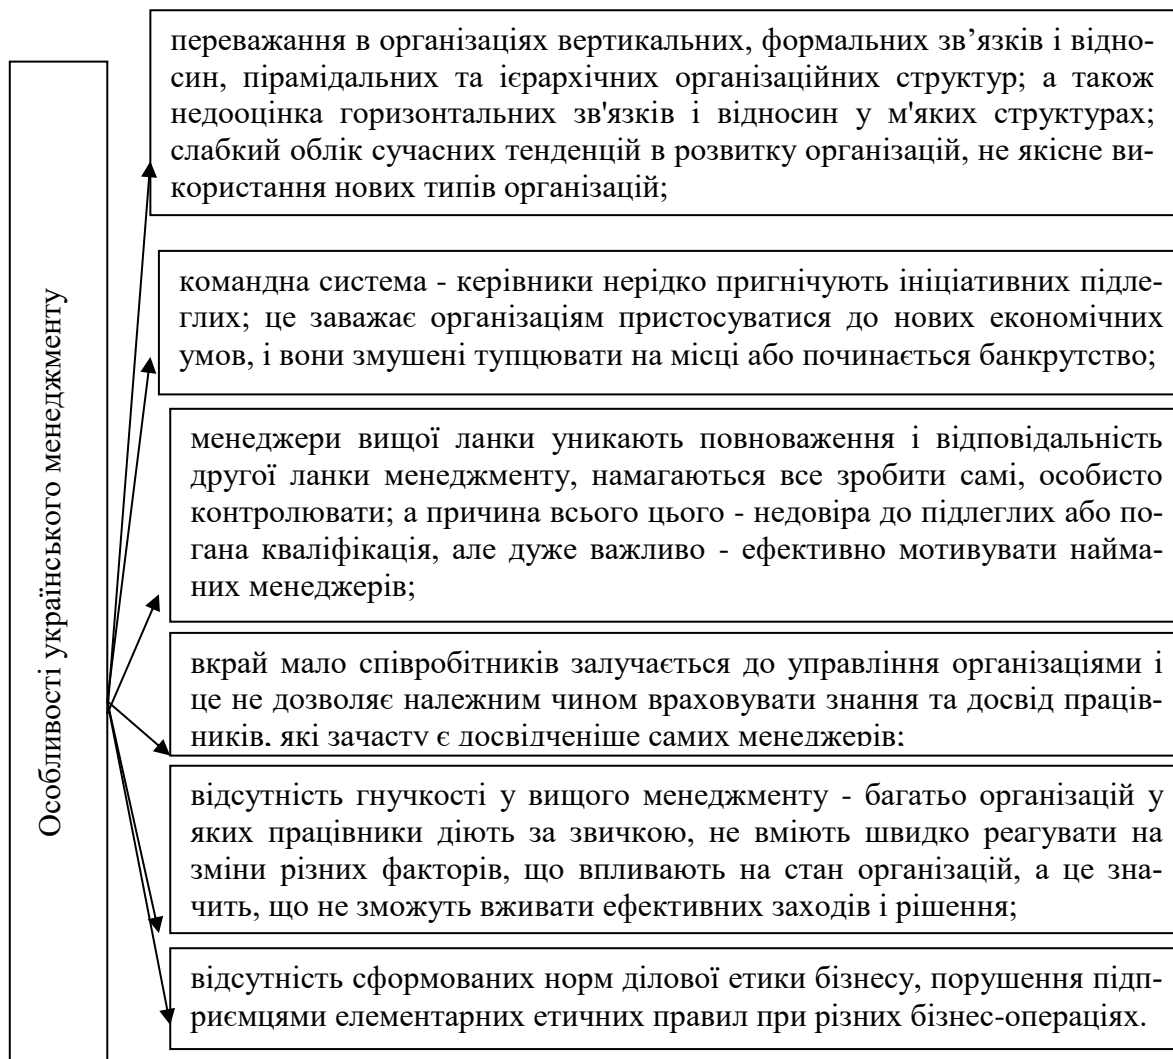 Особливості українського менеджменту
переважання в організаціях вертикальних, формальних зв’язків і відно-
син, пірамідальних та ієрархічних організаційних структур; а також
недооцінка горизонтальних зв'язків і відносин у м'яких структурах;
слабкий облік сучасних тенденцій в розвитку організацій, не якісне ви-
користання нових типів організацій;
командна система - керівники нерідко пригнічують ініціативних підле-
глих; це заважає організаціям пристосуватися до нових економічних
умов, і вони змушені тупцювати на місці або починається банкрутство;
менеджери вищої ланки уникають повноваження і відповідальність
другої ланки менеджменту, намагаються все зробити самі, особисто
контролювати; а причина всього цього - недовіра до підлеглих або по-
гана кваліфікація, але дуже важливо - ефективно мотивувати найма-
них менеджерів;
вкрай мало співробітників залучається до управління організаціями і
це не дозволяє належним чином враховувати знання та досвід праців-
ників, які зачасту є досвідченіше самих менеджерів;
відсутність гнучкості у вищого менеджменту - багатьо організацій у
яких працівники діють за звичкою, не вміють швидко реагувати на
зміни різних факторів, що впливають на стан організацій, а це зна-
чить, що не зможуть вживати ефективних заходів і рішення;
відсутність сформованих норм ділової етики бізнесу, порушення підп-
риємцями елементарних етичних правил при різних бізнес-операціях.